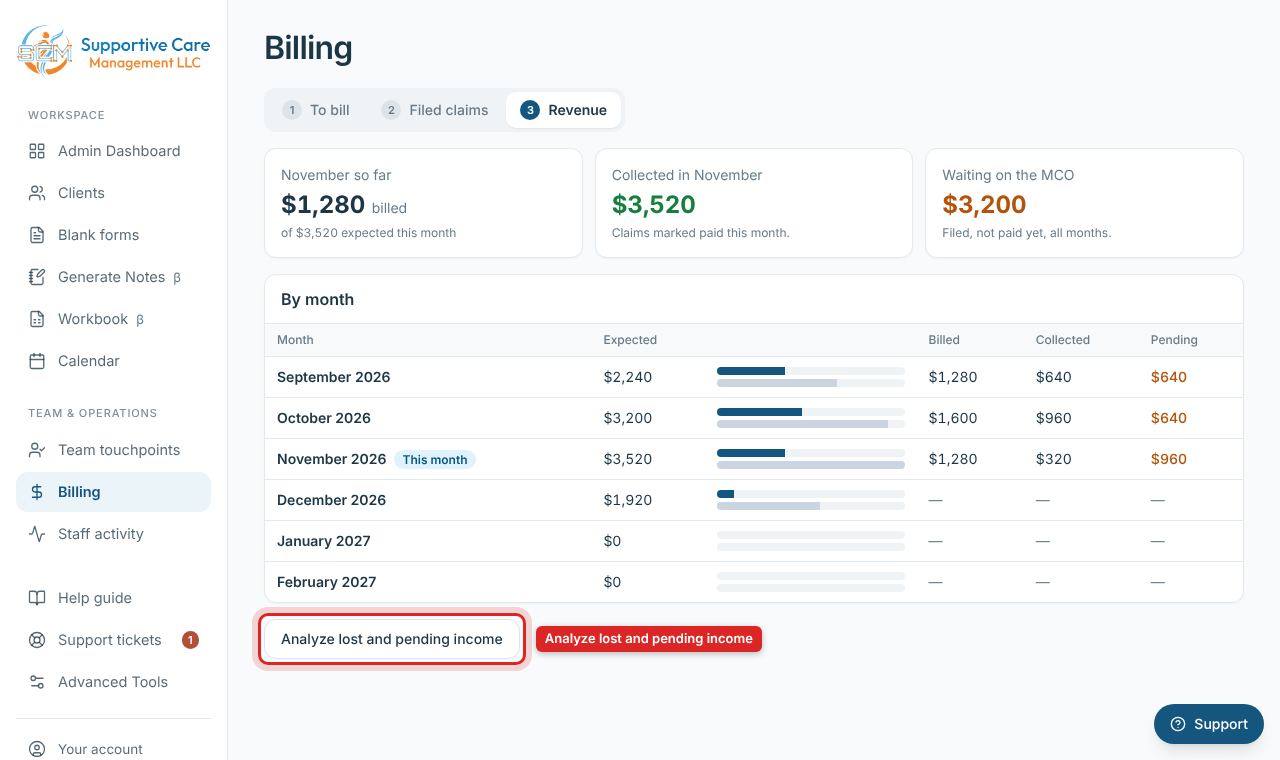 SCM
Supportive Care
Management LLC
WORKSPACE
Admin Dashboard
Clients
Blank forms
Generate Notes β
Workbook β
Calendar
TEAM & OPERATIONS
Team touchpoints
Billing
Staff activity
Help guide
Support tickets 1
Advanced Tools
Your account
Billing
1 To bill 2 Filed claims 3 Revenue
November so far
$1,280 billed
of $3,520 expected this month
Collected in November
$3,520
Claims marked paid this month.
Waiting on the MCO
$3,200
Filed, not paid yet, all months.
By month
Month Expected Billed Collected Pending
September 2026 $2,240 $1,280 $640 $640
October 2026 $3,200 $1,600 $960 $640
November 2026 This month $3,520 $1,280 $320 $960
December 2026 $1,920 — — —
January 2027 $0 — — —
February 2027 $0 — — —
Analyze lost and pending income Analyze lost and pending income
Support